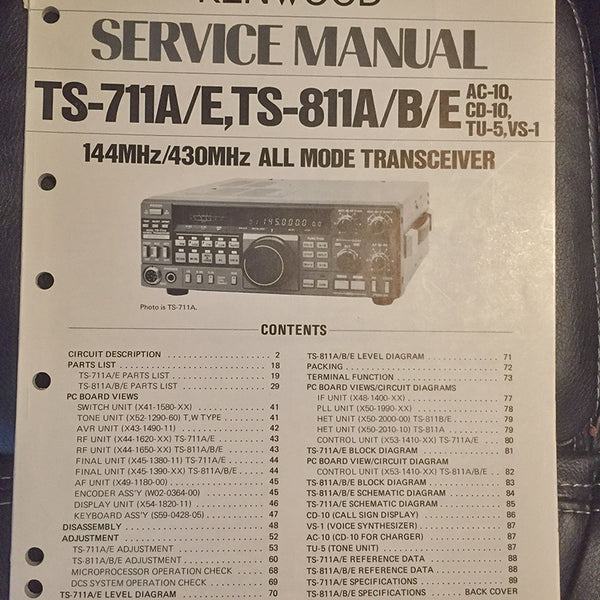 KENWOOD
SERVICE MANUAL
TS-711A/E,TS-811A/B/E
AC-10,
CD-10,
TU-5,VS-1
144MHz/430MHz ALL MODE TRANSCEIVER
145.000.0 00
Photo is TS-711A.
CONTENTS
CIRCUIT DESCRIPTION 2
PARTS LIST 18
TS-711A/E PARTS LIST 19
TS-811A/B/E PARTS LIST 29
PC BOARD VIEWS
SWITCH UNIT (X41-1580-XX) 41
TONE UNIT (X52-1290-60) T,W TYPE 41
AVR UNIT (X43-1490-11) 42
RF UNIT (X44-1620-XX) TS-711A/E 43
RF UNIT (X44-1650-XX) TS-811A/B/E 43
FINAL UNIT (X45-1380-11) TS-711A/E 44
FINAL UNIT (X45-1390-XX) TS-811A/B/E 44
AF UNIT (X49-1180-00) 45
ENCODER ASS'Y (W02-0364-00) 45
DISPLAY UNIT (X54-1820-11) 46
KEYBOARD ASS'Y (S59-0428-05) 47
DISASSEMBLY 48
ADJUSTMENT 52
TS-711A/E ADJUSTMENT 53
TS-811A/B/E ADJUSTMENT 60
MICROPROCESSOR OPERATION CHECK 68
DCS SYSTEM OPERATION CHECK 69
TS-711A/E LEVEL DIAGRAM 70
TS-811A/B/E LEVEL DIAGRAM 71
PACKING 72
TERMINAL FUNCTION 73
PC BOARD VIEWS/CIRCUIT DIAGRAMS
IF UNIT (X48-1400-XX) 77
PLL UNIT (X50-1990-XX) 78
HET UNIT (X50-2000-00) TS-811B/E 79
HET UNIT (X50-2010-10) TS-811A 79
CONTROL UNIT (X53-1410-XX) TS-711A/E 80
TS-711A/E BLOCK DIAGRAM 81
PC BOARD VIEW/CIRCUIT DIAGRAM
CONTROL UNIT (X53-1410-XX) TS-811A/B/E 82
TS-811A/B/E BLOCK DIAGRAM 83
TS-811A/B/E SCHEMATIC DIAGRAM 84
TS-711A/E SCHEMATIC DIAGRAM 85
CD-10 (CALL SIGN DISPLAY) 86
VS-1 (VOICE SYNTHESIZER) 87
AC-10 (CD-10 FOR CHARGER) 87
TU-5 (TONE UNIT) 87
TS-711A/E REFERENCE DATA 88
TS-811A/B/E REFERENCE DATA 88
TS-711A/E SPECIFICATIONS 89
TS-811A/B/E SPECIFICATIONS BACK COVER